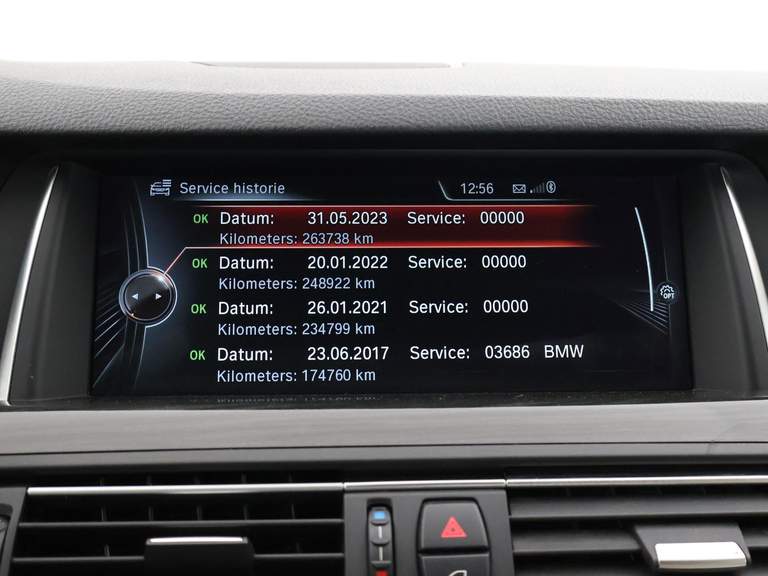 Service historie 12:56
OK Datum: 31.05.2023 Service: 00000
Kilometers: 263738 km
OK Datum: 20.01.2022 Service: 00000
Kilometers: 248922 km
OK Datum: 26.01.2021 Service: 00000
Kilometers: 234799 km
OPT
OK Datum: 23.06.2017 Service: 03686 BMW
Kilometers: 174760 km